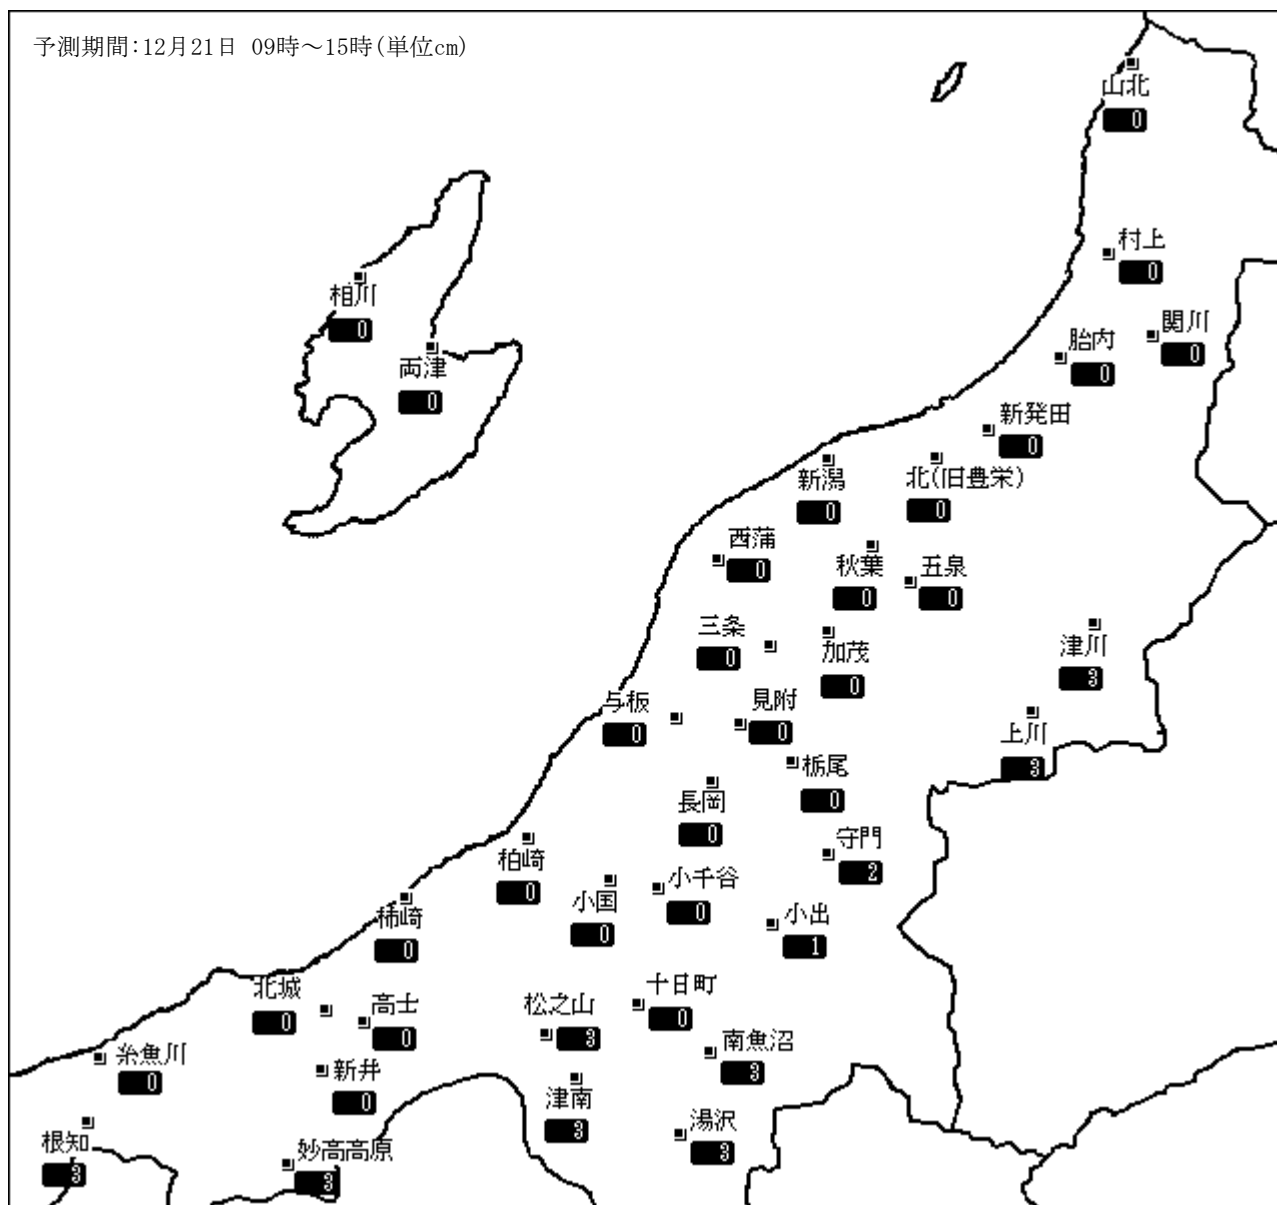 予測期間:12月21日 09時～15時(単位cm)
山北
0
村上
0
相川
0
関川
0
胎内
0
両津
0
新発田
0
新潟
0
北(旧豊栄)
0
西蒲
0
秋葉
0
五泉
0
三条
0
加茂
0
津川
3
与板
0
見附
0
上川
3
栃尾
0
長岡
0
守門
2
柏崎
0
小千谷
0
小国
0
柿崎
0
小出
1
北城
0
高士
0
松之山
3
十日町
0
南魚沼
3
糸魚川
0
新井
0
津南
3
湯沢
3
根知
3
妙高高原
3